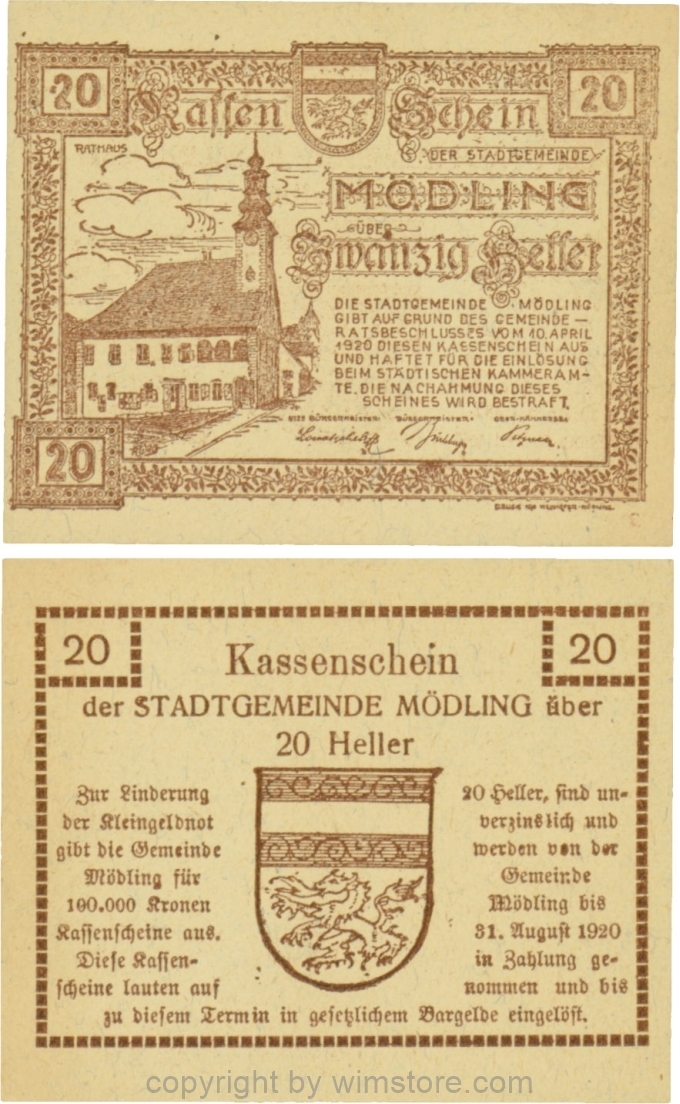 20
Kassen Schein
20
RATHAUS
DER STADTGEMEINDE
MÖDLING
ÜBER
Zwanzig Heller
DIE STADTGEMEINDE MÖDLING
GIBT AUF GRUND DES GEMEINDE-
RATSBESCHLUSSES VOM 10. APRIL
1920 DIESEN KASSENSCHEIN AUS
UND HAFTET FÜR DIE EINLÖSUNG
BEIM STÄDTISCHEN KAMMERAM-
TE. DIE NACHAHMUNG DIESES
SCHEINES WIRD BESTRAFT.
BÜRGERMEISTER. BÜRGERMEISTER.
20
DRUCK
20
20
Kassenschein
der STADTGEMEINDE MÖDLING über
20 Heller
Zur Linderung
der Kleingeldnot
gibt die Gemeinde
Mödling für
100.000 Kronen
Kassenscheine aus.
Diese Kassen-
scheine lauten auf
20 Heller, sind un-
verzinslich und
werden von der
Gemeinde
Mödling bis
31. August 1920
in Zahlung ge-
nommen und bis
zu diesem Termin in gesetzlichem Bargelde eingelöst.
copyright by wimstore.com